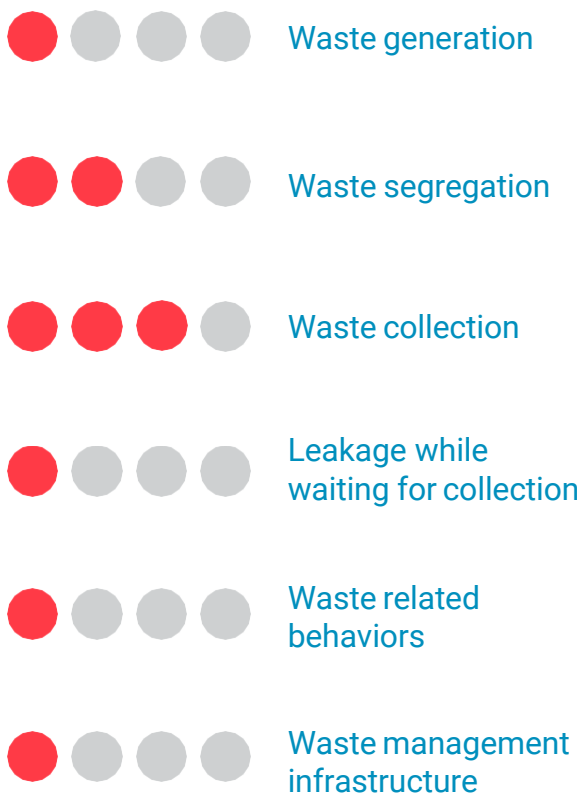 Waste generation
Waste segregation
Waste collection
Leakage while
waiting for collection
Waste related
behaviors
Waste management
infrastructure